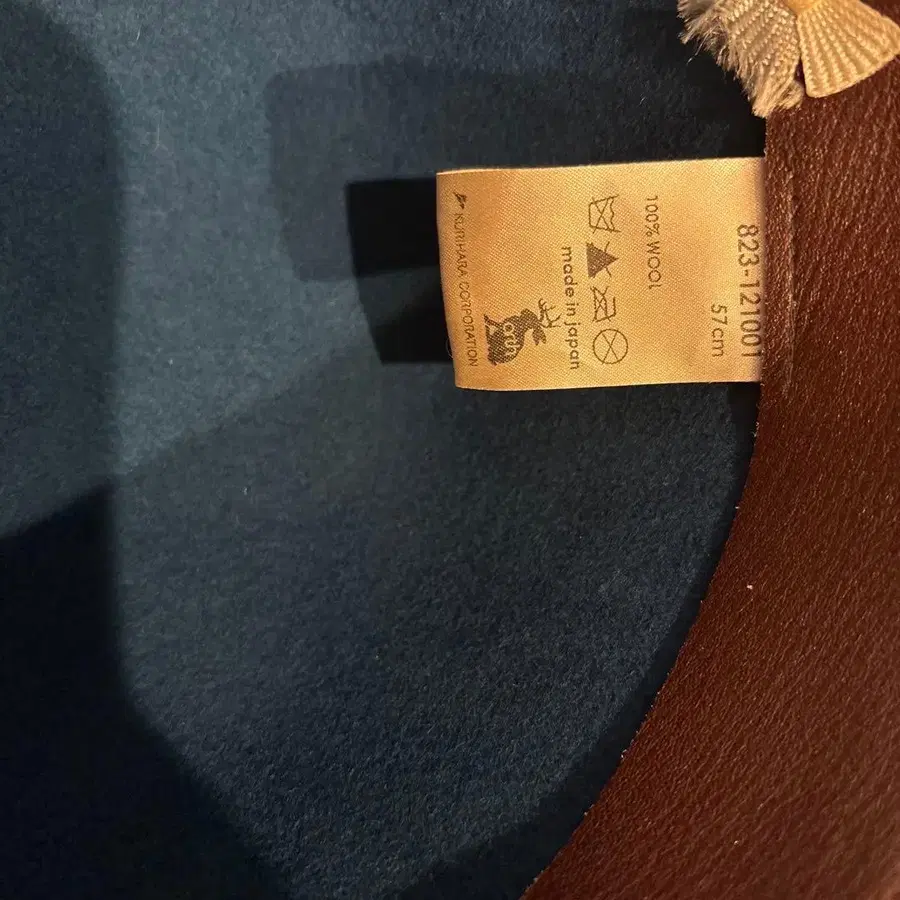 823-121001
57cm
100% WOOL
made in japan
KURIHARA CORPORATION